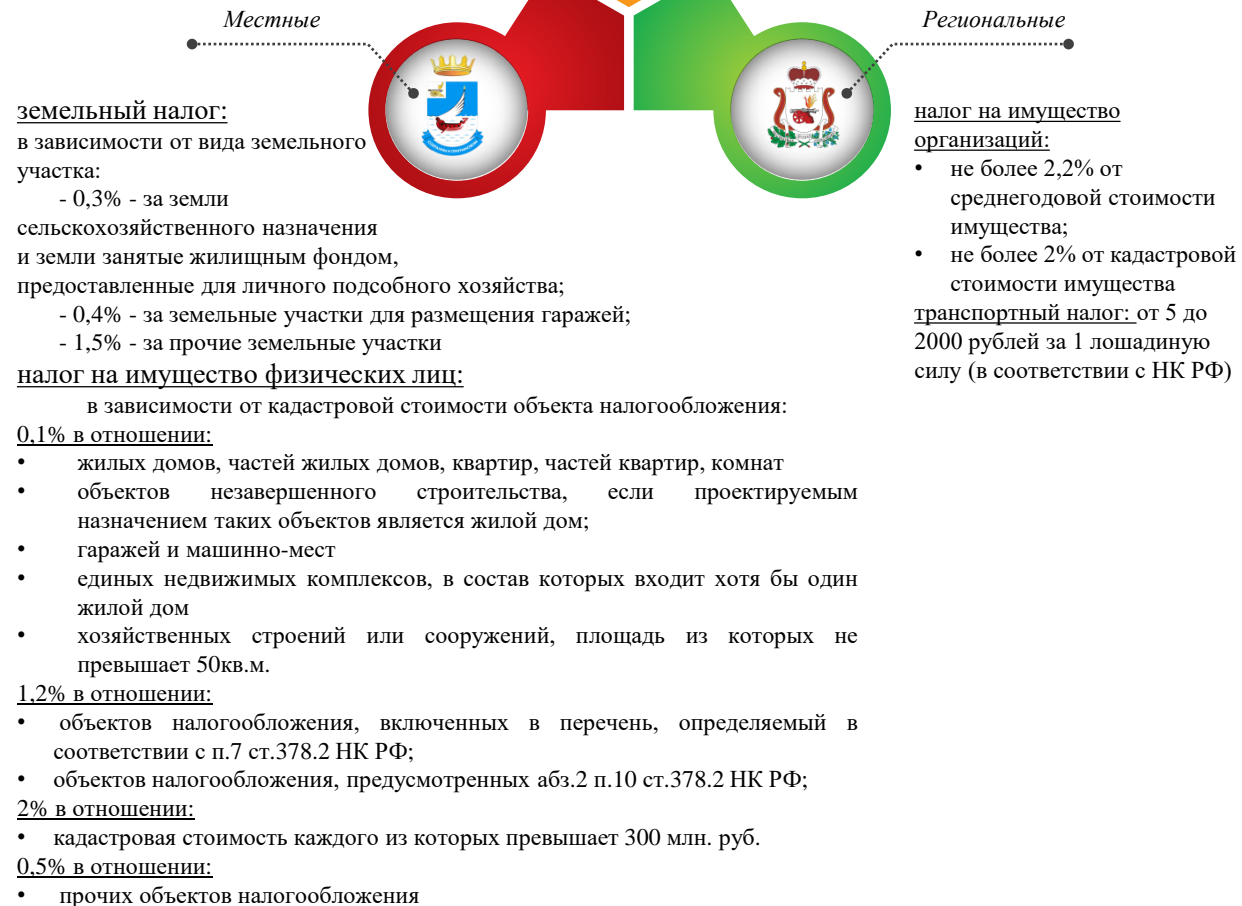 Местные
земельный налог:
в зависимости от вида земельного
участка:
- 0,3% - за земли
сельскохозяйственного назначения
и земли занятые жилищным фондом,
предоставленные для личного подсобного хозяйства;
- 0,4% - за земельные участки для размещения гаражей;
- 1,5% - за прочие земельные участки
налог на имущество физических лиц:
в зависимости от кадастровой стоимости объекта налогообложения:
0,1% в отношении:
• жилых домов, частей жилых домов, квартир, частей квартир, комнат
• объектов незавершенного строительства, если проектируемым
назначением таких объектов является жилой дом;
• гаражей и машинно-мест
• единых недвижимых комплексов, в состав которых входит хотя бы один
жилой дом
• хозяйственных строений или сооружений, площадь из которых не
превышает 50кв.м.
1,2% в отношении:
• объектов налогообложения, включенных в перечень, определяемый в
соответствии с п.7 ст.378.2 НК РФ;
• объектов налогообложения, предусмотренных абз.2 п.10 ст.378.2 НК РФ;
2% в отношении:
• кадастровая стоимость каждого из которых превышает 300 млн. руб.
0,5% в отношении:
• прочих объектов налогообложения
Региональные
налог на имущество
организаций:
• не более 2,2% от
среднегодовой стоимости
имущества;
• не более 2% от кадастровой
стоимости имущества
транспортный налог: от 5 до
2000 рублей за 1 лошадиную
силу (в соответствии с НК РФ)